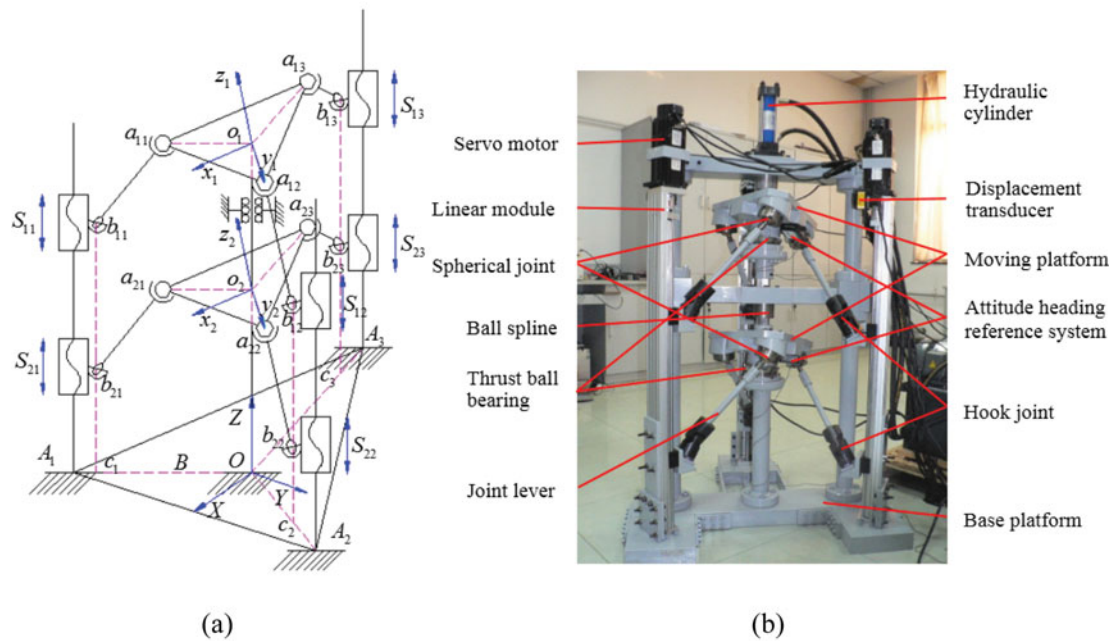 a₁₃
z₁
S₁₃
b₁₃
a₁₁
o₁
y₁
x₁
a₁₂
a₂₃
S₁₁
b₁₁
z₂
S₂₃
b₂₃
a₂₁
o₂
y₂
x₂
b₁₂
S₁₂
a₂₂
A₃
S₂₁
b₂₁
c₃
Z
b₂₂
S₂₂
A₁
c₁
B
O
X
Y
c₂
A₂
(a)
Servo motor
Linear module
Spherical joint
Ball spline
Thrust ball
bearing
Joint lever
Hydraulic
cylinder
Displacement
transducer
Moving platform
Attitude heading
reference system
Hook joint
Base platform
(b)